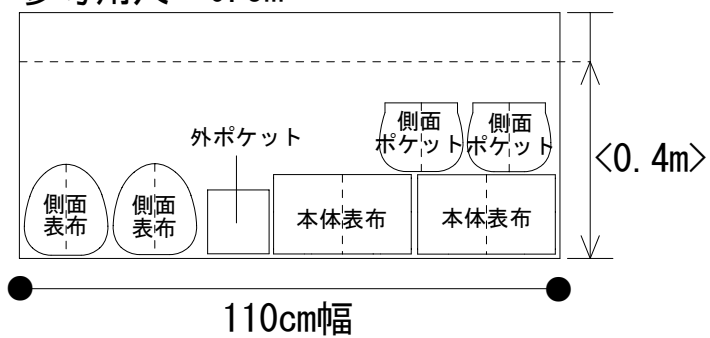 外ポケット
側面
ポケット
側面
ポケット
<0.4m>
側面
表布
側面
表布
本体表布
本体表布
110cm幅